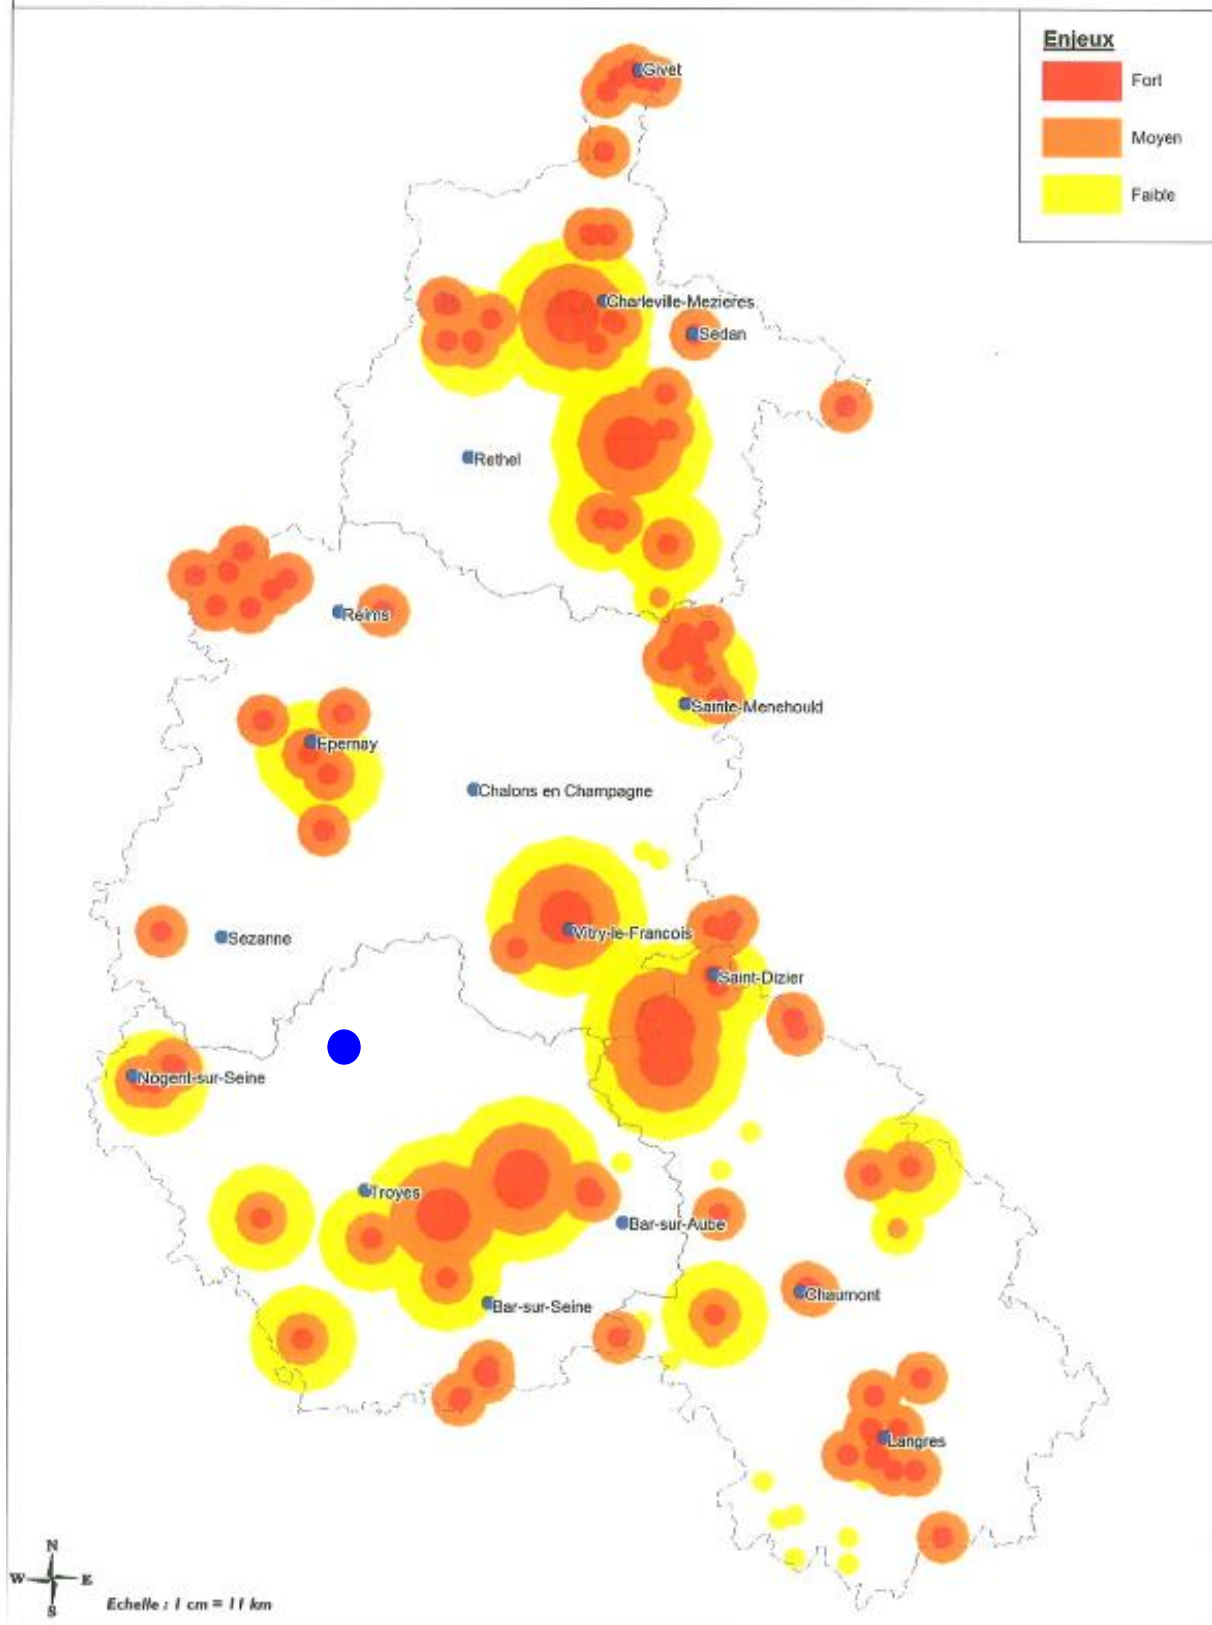 Enjeux
Fort
Moyen
Faible
Givet
Charleville-Mezieres
Sedan
Rethel
Reims
Sainte-Menehould
Epernay
Chalons en Champagne
Vitry-le-Francois
Sezanne
Saint-Dizier
Nogent-sur-Seine
Troyes
Bar-sur-Aube
Chaumont
Bar-sur-Seine
Langres
N
W E
S
Echelle : 1 cm = 11 km